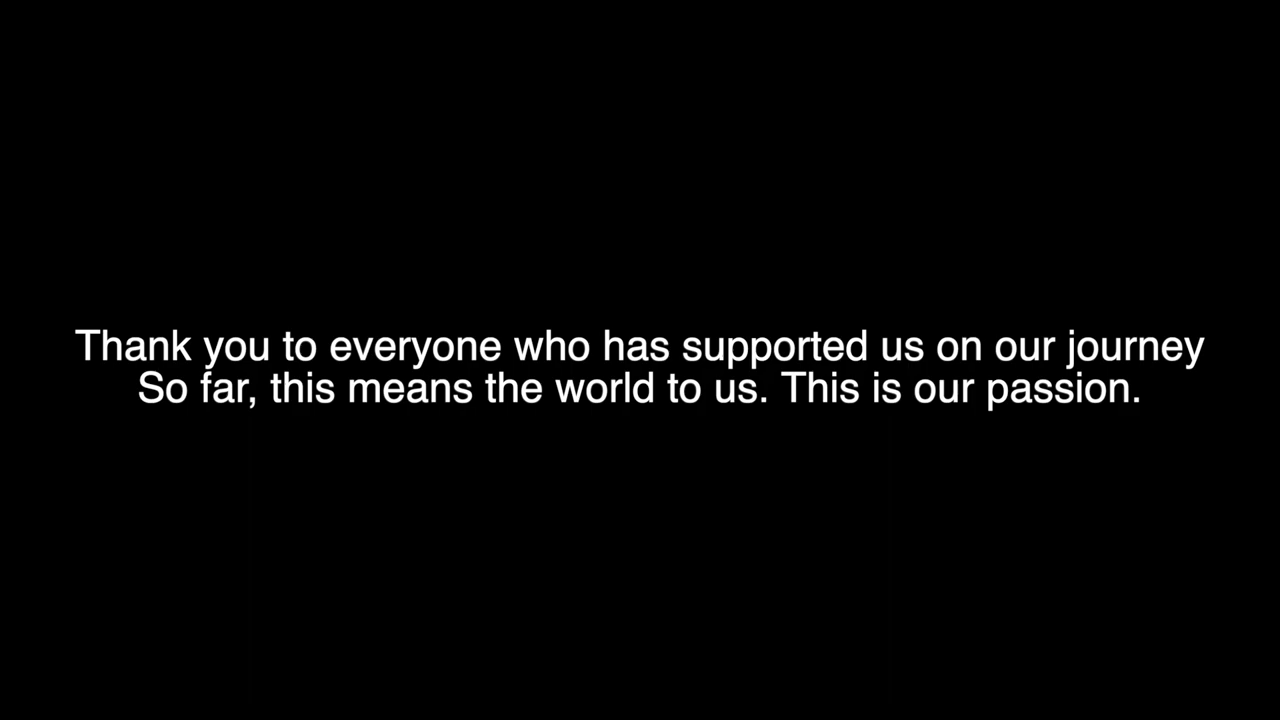 Thank you to everyone who has supported us on our journey
So far, this means the world to us. This is our passion.